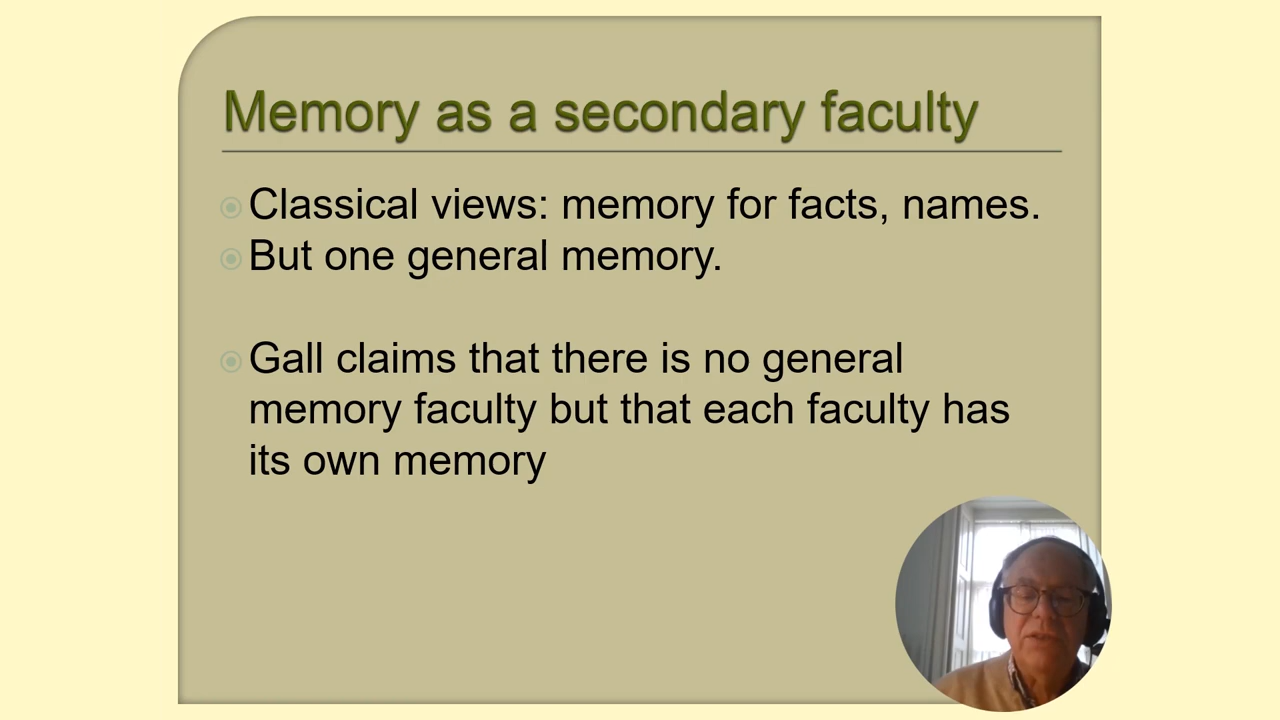 Memory as a secondary faculty
Classical views: memory for facts, names.
But one general memory.
Gall claims that there is no general
memory faculty but that each faculty has
its own memory